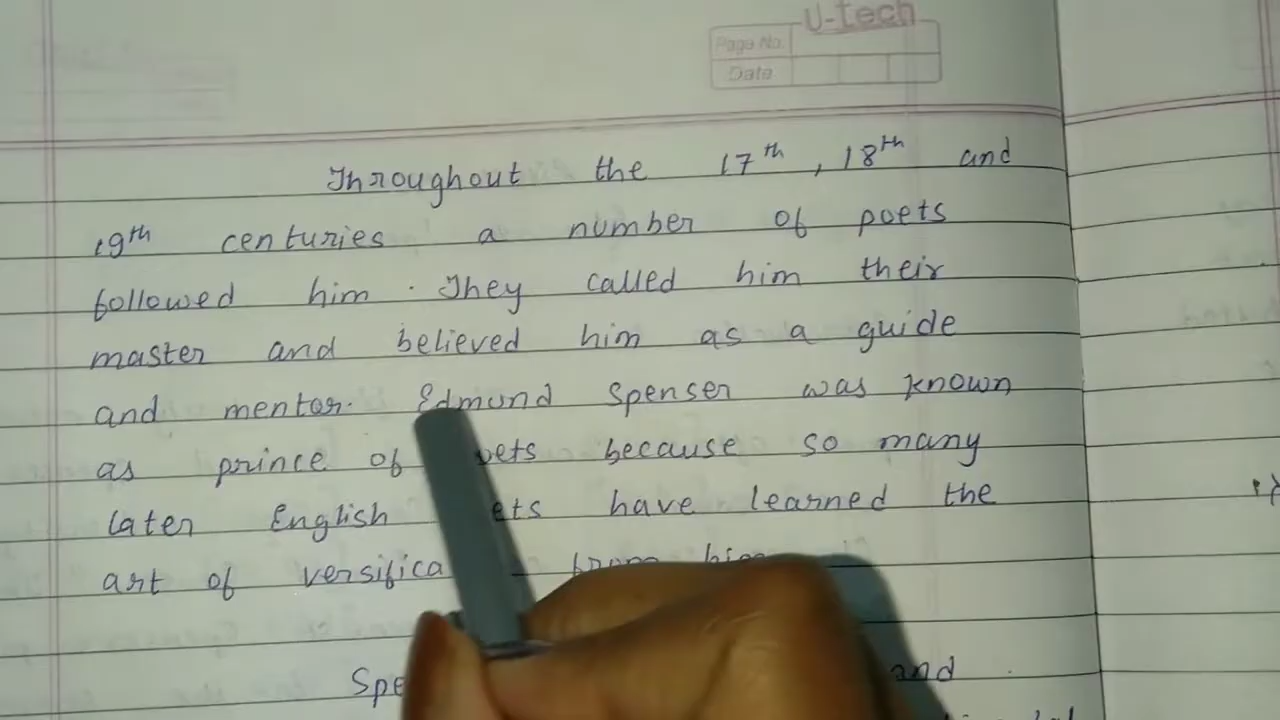 U-tech
Page No.
Date
Throughout the 17th, 18th and
19th centuries a number of poets
followed him. They called him their
master and believed him as a guide
and mentor. Edmund Spenser was known
as prince of because so many
later English have learned the
art of from him
and